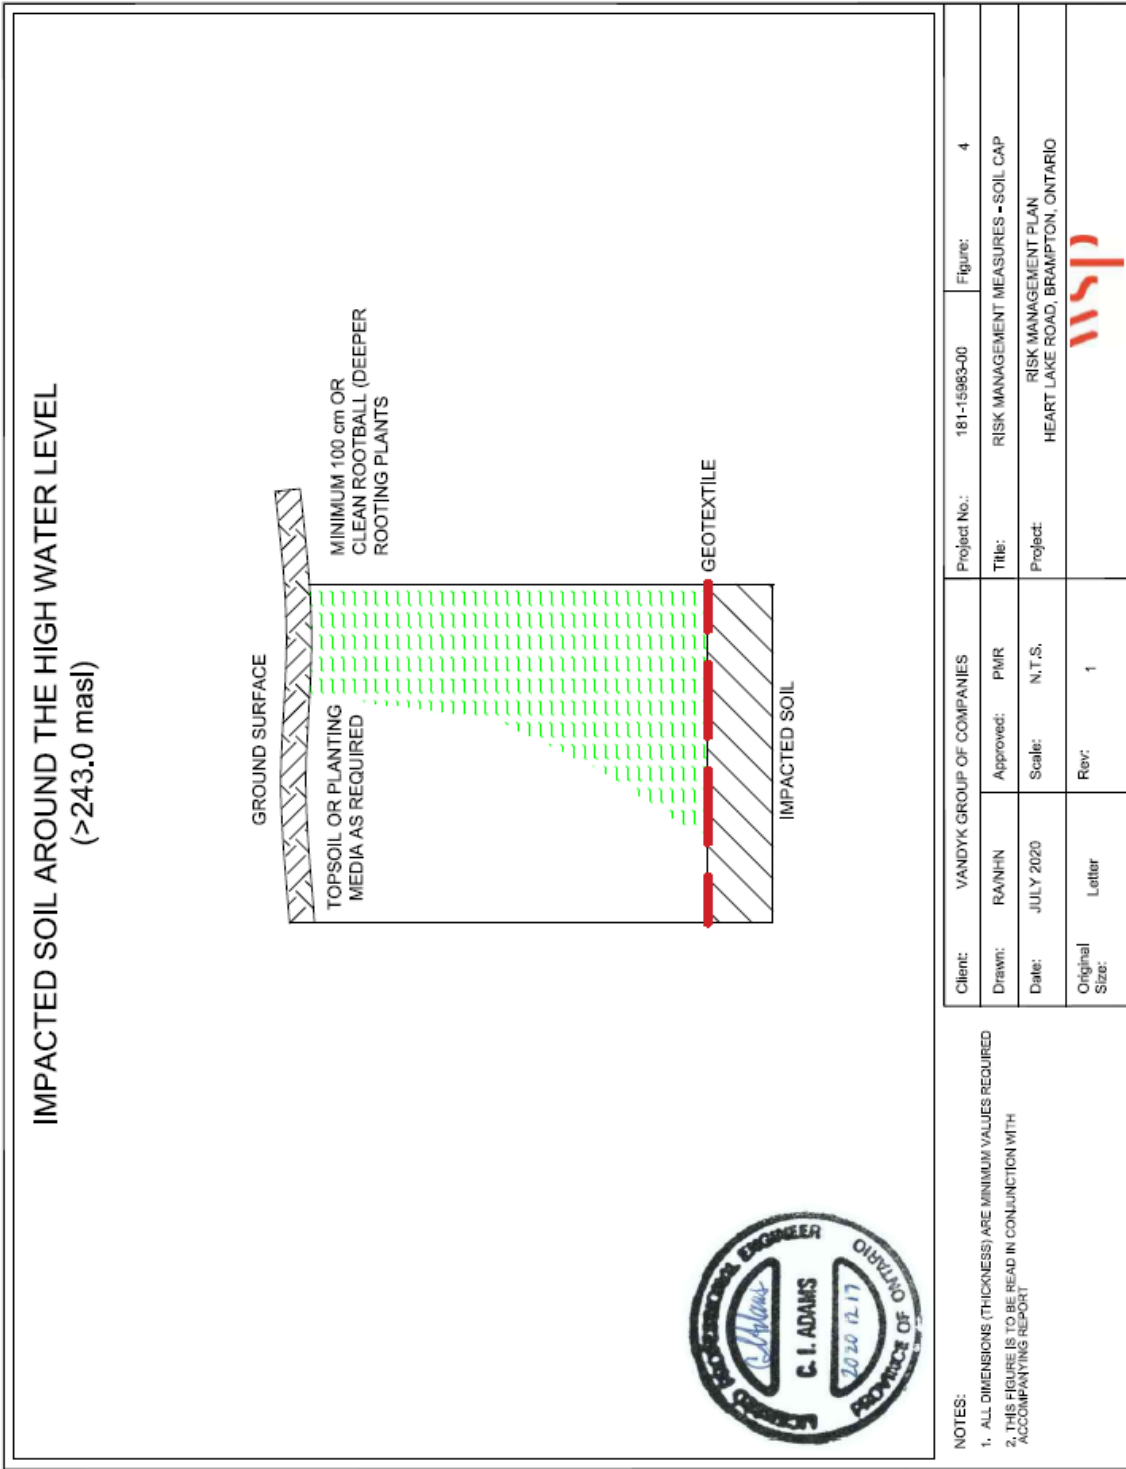 IMPACTED SOIL AROUND THE HIGH WATER LEVEL
(>243.0 masl)
GROUND SURFACE
TOPSOIL OR PLANTING
MEDIA AS REQUIRED
MINIMUM 100 cm OR
CLEAN ROOTBALL (DEEPER
ROOTING PLANTS
GEOTEXTILE
IMPACTED SOIL
LICENSED PROFESSIONAL ENGINEER
C. I. ADAMS
2020 12 17
PROVINCE OF ONTARIO
NOTES:
1. ALL DIMENSIONS (THICKNESS) ARE MINIMUM VALUES REQUIRED
2. THIS FIGURE IS TO BE READ IN CONJUNCTION WITH
ACCOMPANYING REPORT
Client: VANDYK GROUP OF COMPANIES
Drawn: RA/NHN Approved: PMR
Date: JULY 2020 Scale: N.T.S.
Original
Size: Letter Rev: 1
Project No.: 181-15983-00 Figure: 4
Title: RISK MANAGEMENT MEASURES - SOIL CAP
Project: RISK MANAGEMENT PLAN
HEART LAKE ROAD, BRAMPTON, ONTARIO
wsp